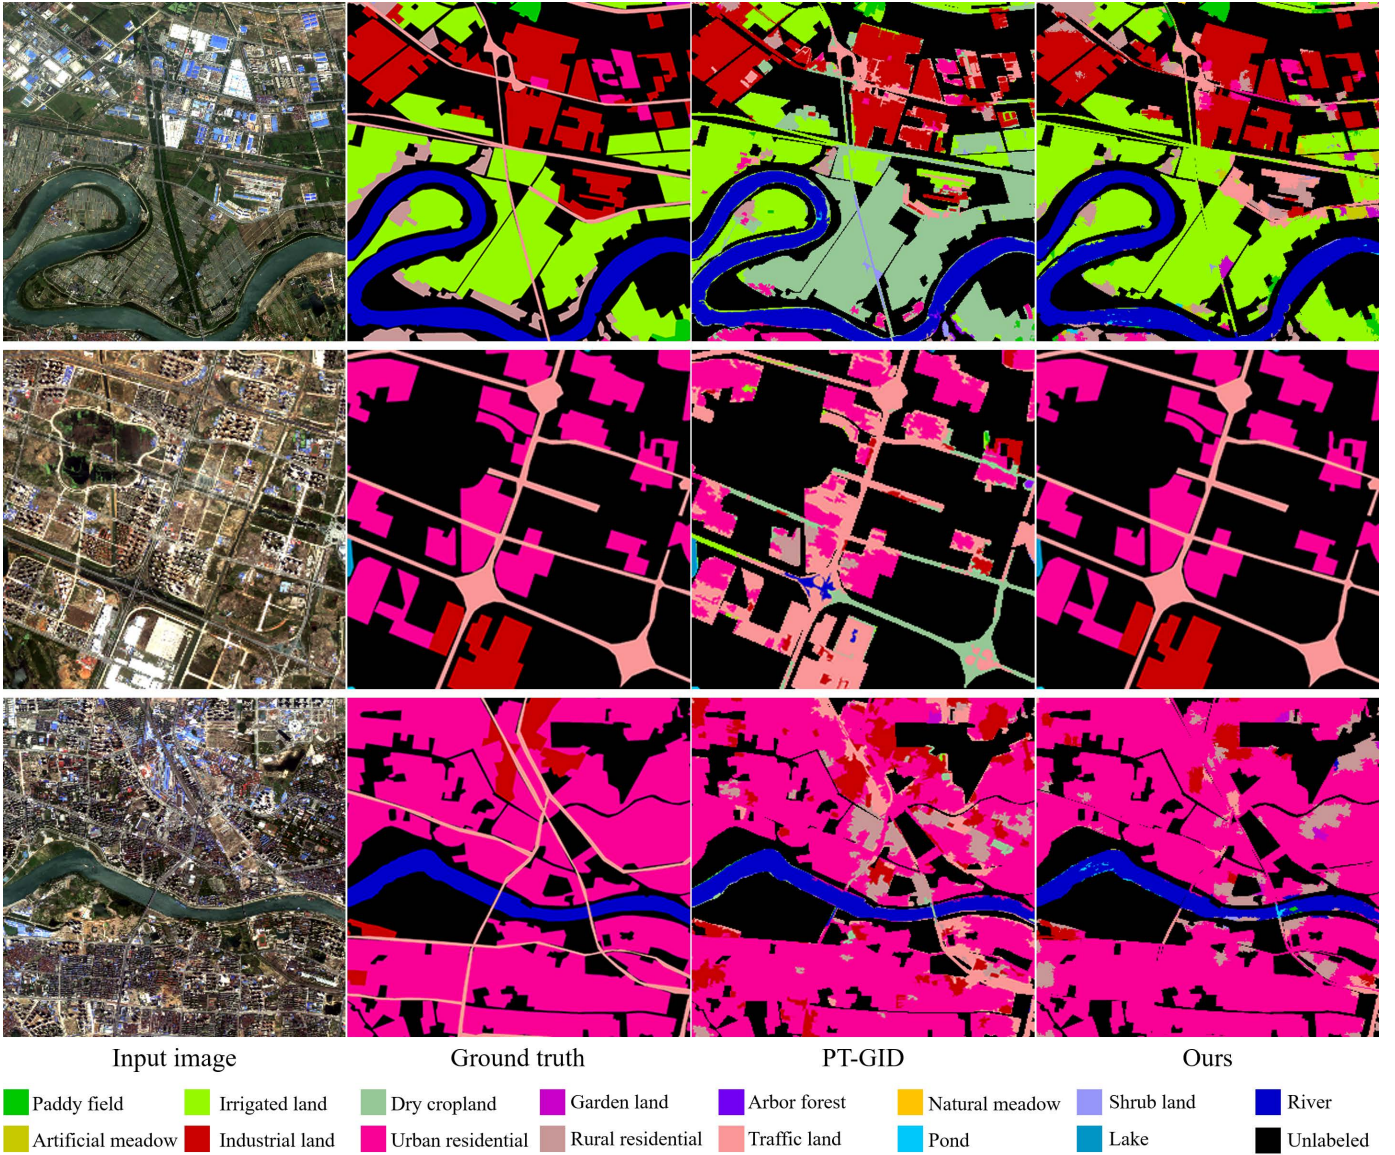 Input image Ground truth PT-GID Ours
Paddy field Irrigated land Dry cropland Garden land Arbor forest Natural meadow Shrub land River
Artificial meadow Industrial land Urban residential Rural residential Traffic land Pond Lake Unlabeled